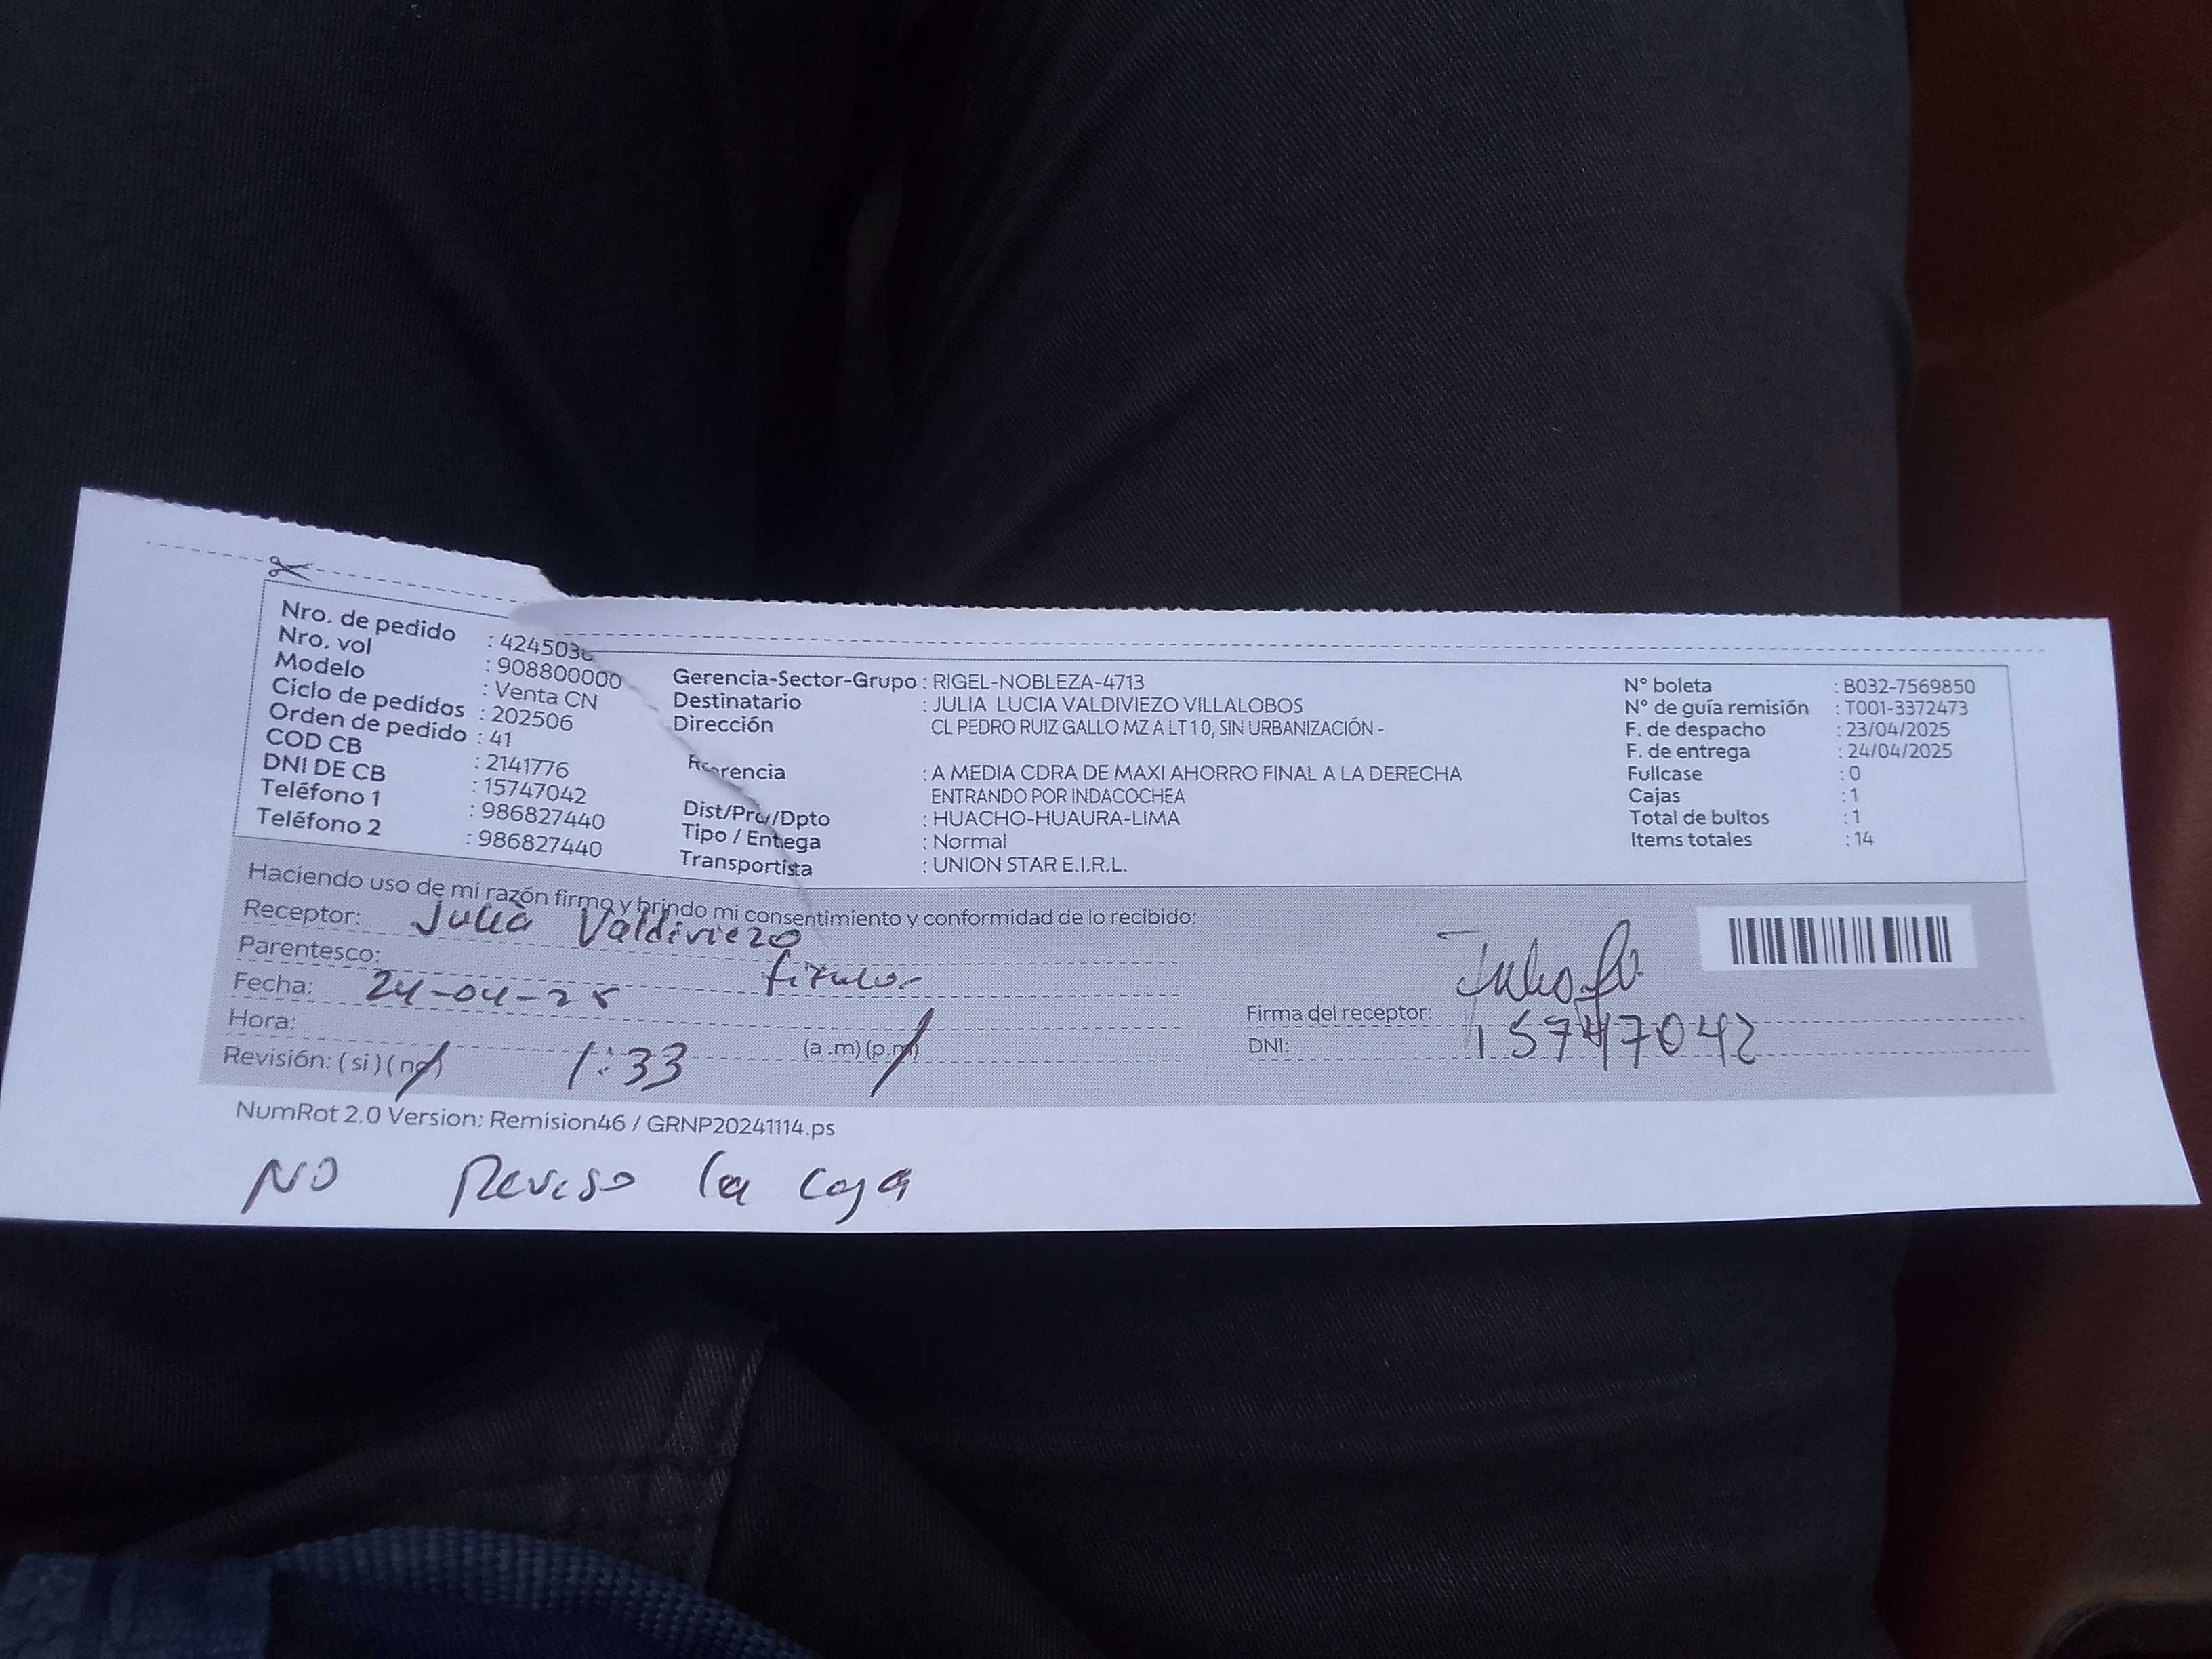 Nro. de pedido : 4245036
Nro. vol : 908800000
Modelo : Venta CN
Ciclo de pedidos : 202506
Orden de pedido : 41
COD CB : 2141776
DNI DE CB : 15747042
Teléfono 1 : 986827440
Teléfono 2 : 986827440
Gerencia-Sector-Grupo : RIGEL-NOBLEZA-4713
Destinatario : JULIA LUCIA VALDIVIEZO VILLALOBOS
Dirección CL PEDRO RUIZ GALLO MZ A LT 10, SIN URBANIZACIÓN -
: A MEDIA CDRA DE MAXI AHORRO FINAL A LA DERECHA
ENTRANDO POR INDACOCHEA
Dist/Prov/Dpto : HUACHO-HUAURA-LIMA
Tipo / Entega : Normal
Transportista : UNION STAR E.I.R.L.
N° boleta : B032-7569850
N° de guía remisión : T001-3372473
F. de despacho : 23/04/2025
F. de entrega : 24/04/2025
Fullcase : 0
Cajas : 1
Total de bultos : 1
Items totales : 14
Haciendo uso de mi razón firmo y brindo mi consentimiento y conformidad de lo recibido:
Receptor: Julia Valdiviezo
Parentesco: titular
Fecha: 24-04-25
Hora: 1:33 (a .m) (p.m)
Revisión: ( si ) ( no )
Firma del receptor:
DNI: 15747042
NumRot 2.0 Version: Remision46 / GRNP20241114.ps
NO Reviso la caja